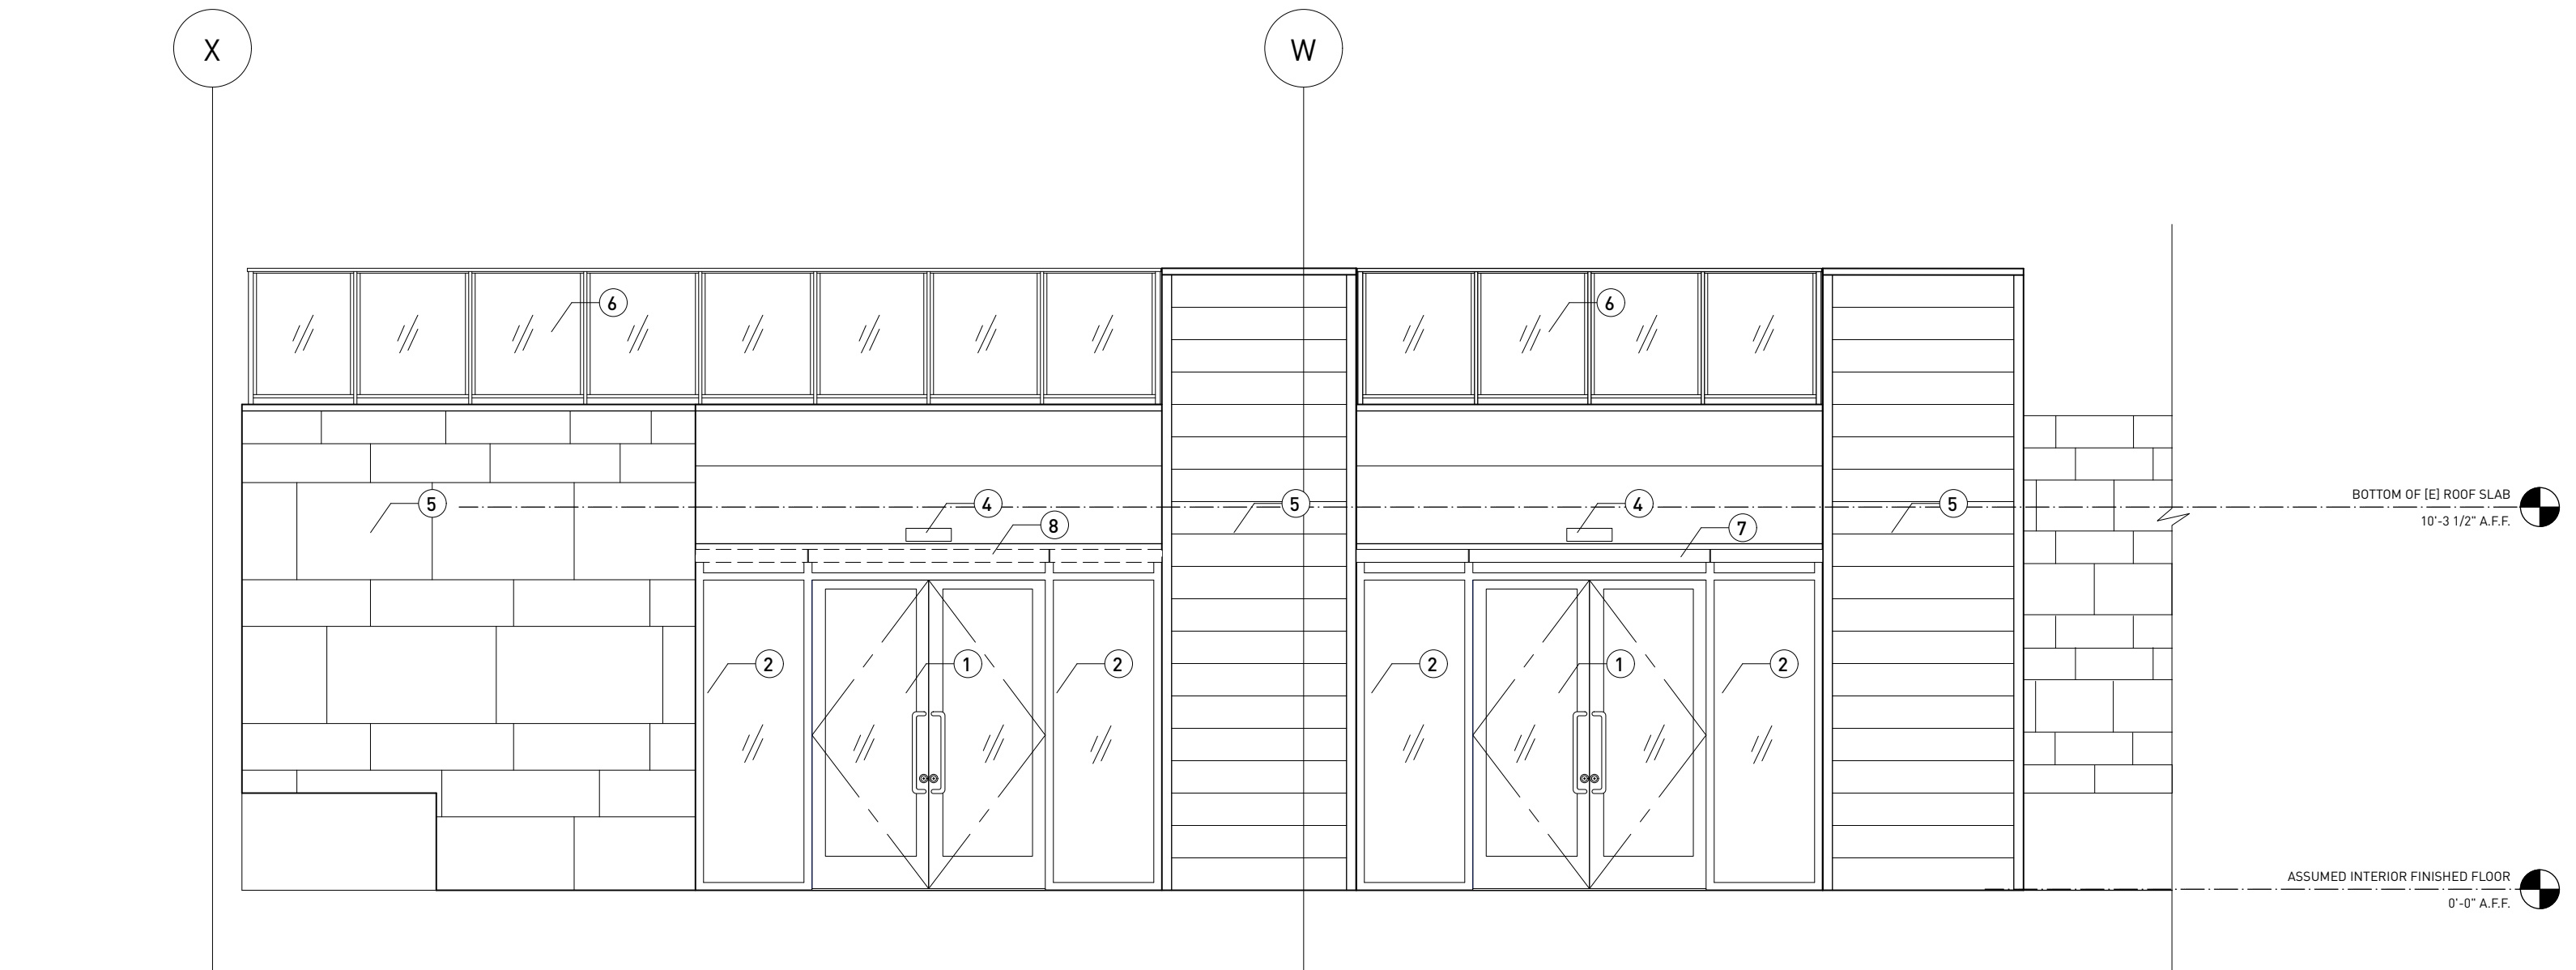 X
W
6
6
BOTTOM OF [E] ROOF SLAB
10'-3 1/2" A.F.F.
5
4
8
5
4
7
5
2
1
2
2
1
2
ASSUMED INTERIOR FINISHED FLOOR
0'-0" A.F.F.